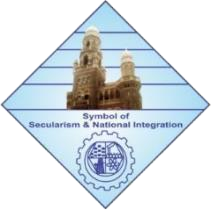 Symbol of
Secularism & National Integration